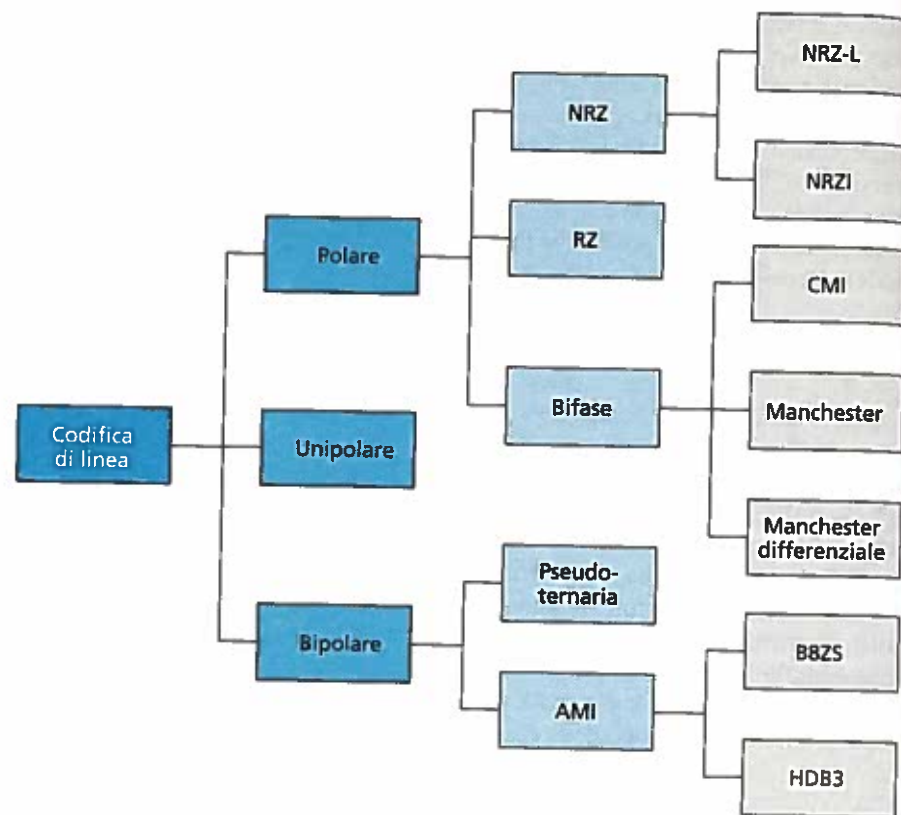 NRZ-L
NRZ
NRZI
RZ
Polare
CMI
Bifase
Manchester
Codifica
di linea
Unipolare
Manchester
differenziale
Pseudo-
ternaria
Bipolare
B8ZS
AMI
HDB3